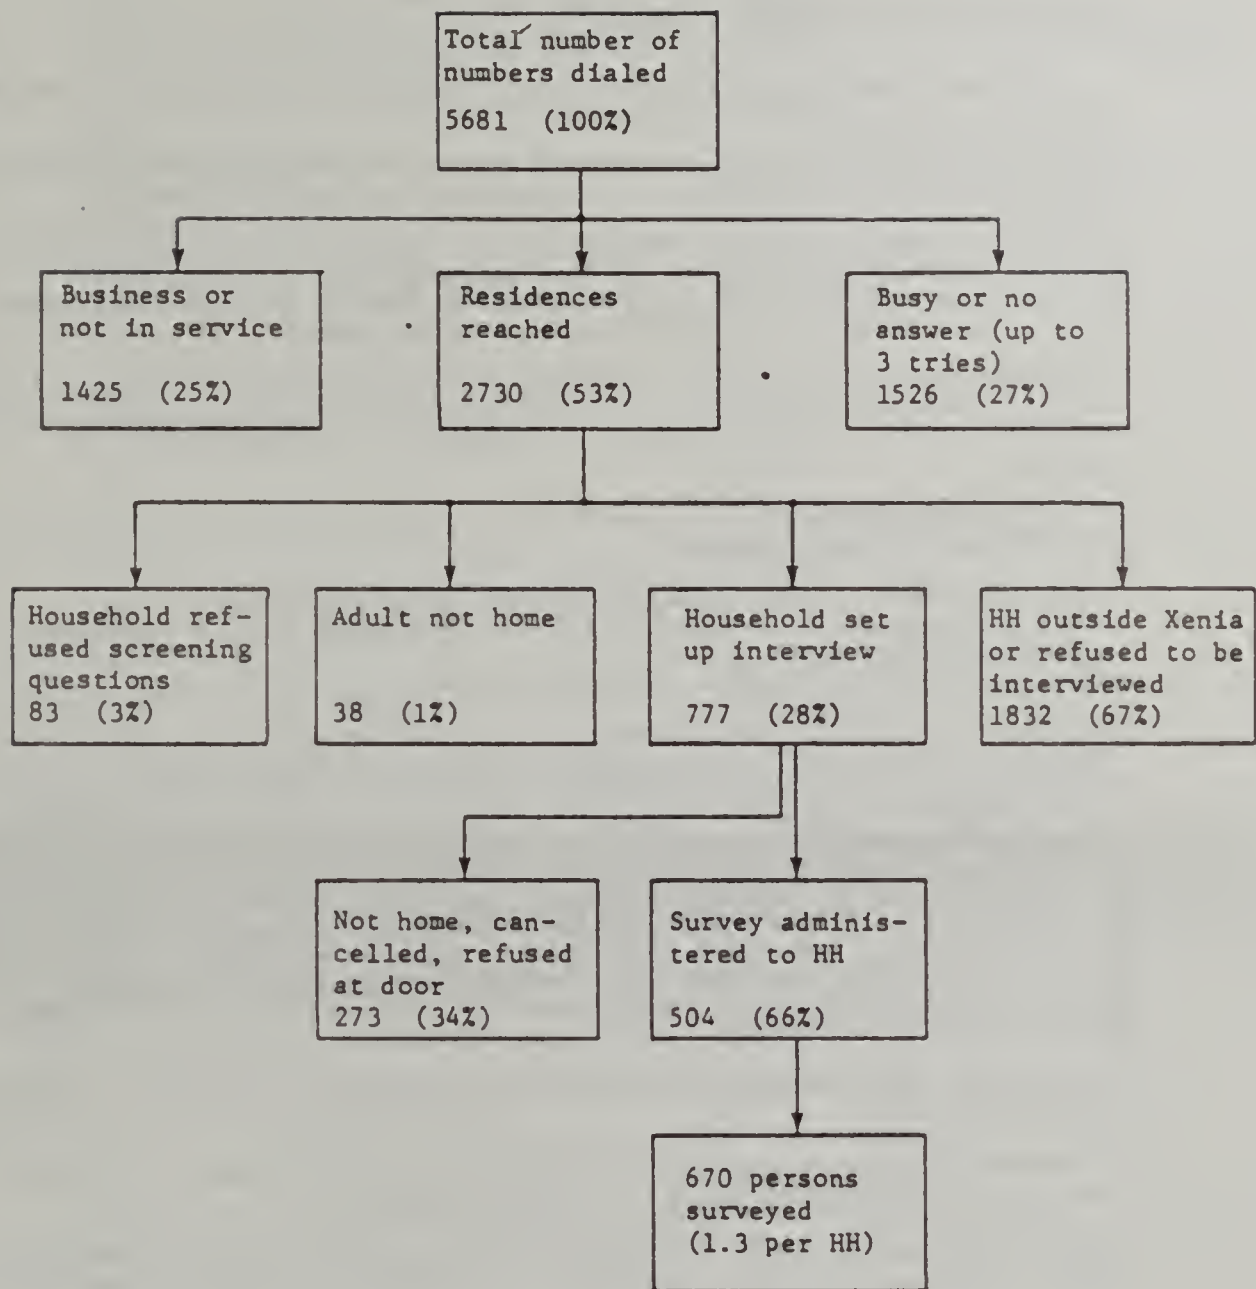 Total number of
numbers dialed
5681 (100%)
Business or
not in service
1425 (25%)
Residences
reached
2730 (53%)
Busy or no
answer (up to
3 tries)
1526 (27%)
Household ref-
used screening
questions
83 (3%)
Adult not home
38 (1%)
Household set
up interview
777 (28%)
HH outside Xenia
or refused to be
interviewed
1832 (67%)
Not home, can-
celled, refused
at door
273 (34%)
Survey adminis-
tered to HH
504 (66%)
670 persons
surveyed
(1.3 per HH)